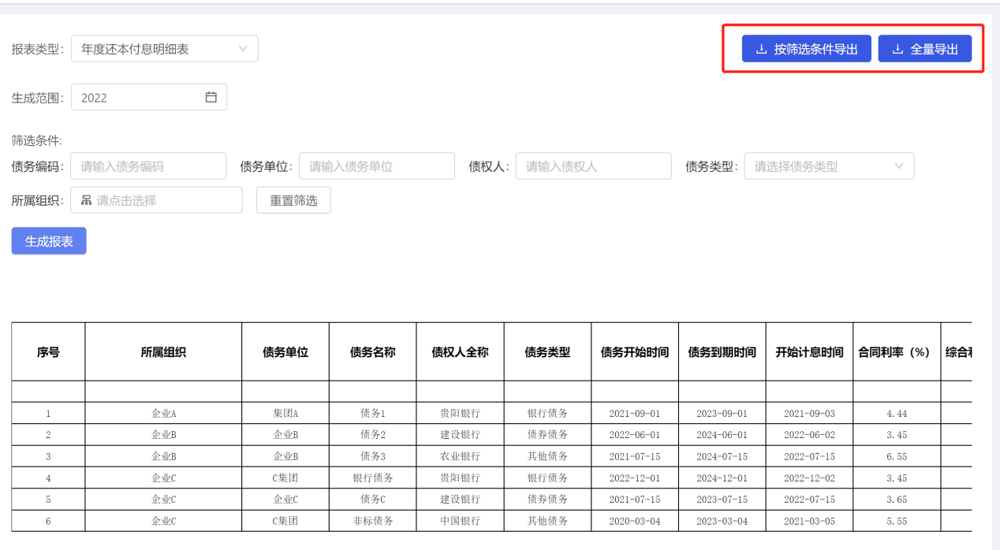 报表类型: 年度还本付息明细表 按筛选条件导出 全量导出
生成范围: 2022
筛选条件:
债务编码: 请输入债务编码 债务单位: 请输入债务单位 债权人: 请输入债权人 债务类型: 请选择债务类型
所属组织: 请点击选择 重置筛选
生成报表
序号 所属组织 债务单位 债务名称 债权人全称 债务类型 债务开始时间 债务到期时间 开始计息时间 合同利率（%） 综合
1 企业A 集团A 债务1 贵阳银行 银行债务 2021-09-01 2023-09-01 2021-09-03 4.44
2 企业B 企业B 债务2 建设银行 债券债务 2022-06-01 2024-06-01 2022-06-02 3.45
3 企业B 企业B 债务3 农业银行 其他债务 2021-07-15 2024-07-15 2022-07-15 6.55
4 企业C C集团 银行债务 贵阳银行 银行债务 2022-12-01 2024-12-01 2022-12-02 3.45
5 企业C 企业C 债务C 建设银行 债券债务 2021-07-15 2023-07-15 2022-07-15 3.65
6 企业C C集团 非标债务 中国银行 其他债务 2020-03-04 2023-03-04 2021-03-05 5.55